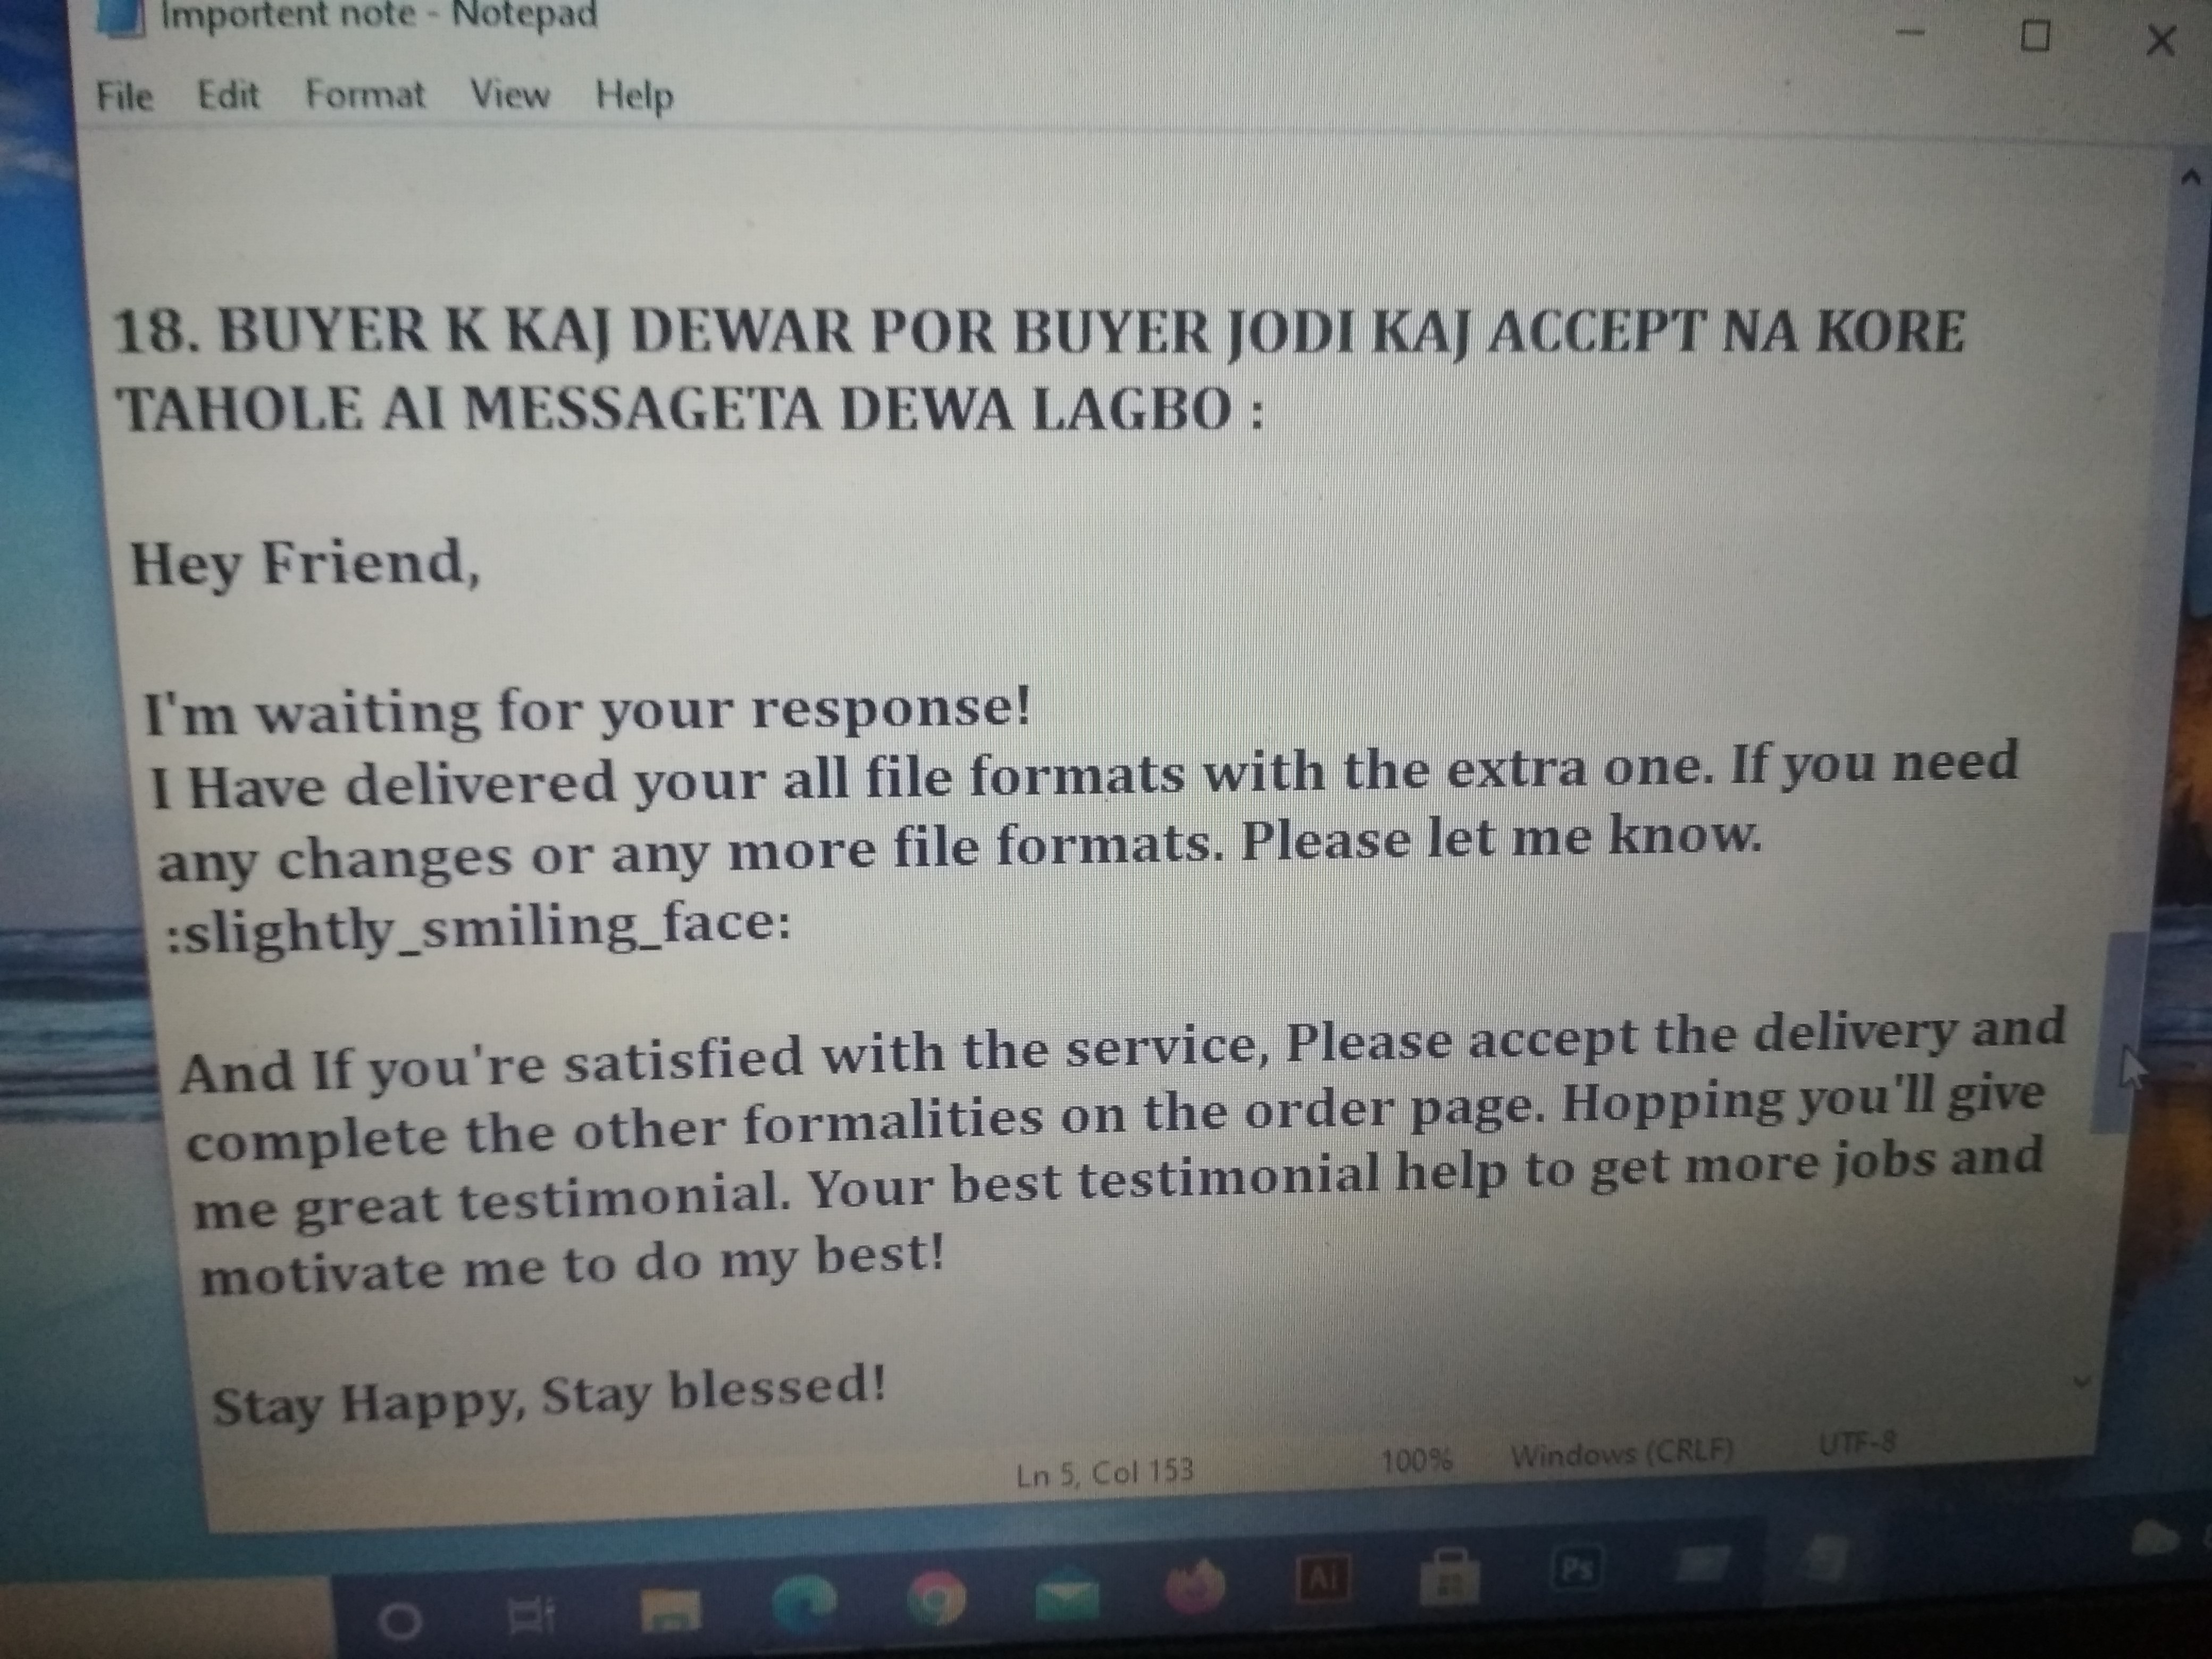 Importent note - Notepad
File Edit Format View Help
18. BUYER K KAJ DEWAR POR BUYER JODI KAJ ACCEPT NA KORE
TAHOLE AI MESSAGETA DEWA LAGBO :
Hey Friend,
I'm waiting for your response!
I Have delivered your all file formats with the extra one. If you need
any changes or any more file formats. Please let me know.
:slightly_smiling_face:
And If you're satisfied with the service, Please accept the delivery and
complete the other formalities on the order page. Hopping you'll give
me great testimonial. Your best testimonial help to get more jobs and
motivate me to do my best!
Stay Happy, Stay blessed!
Ln 5, Col 153 100% Windows (CRLF) UTF-8
Ai Ps